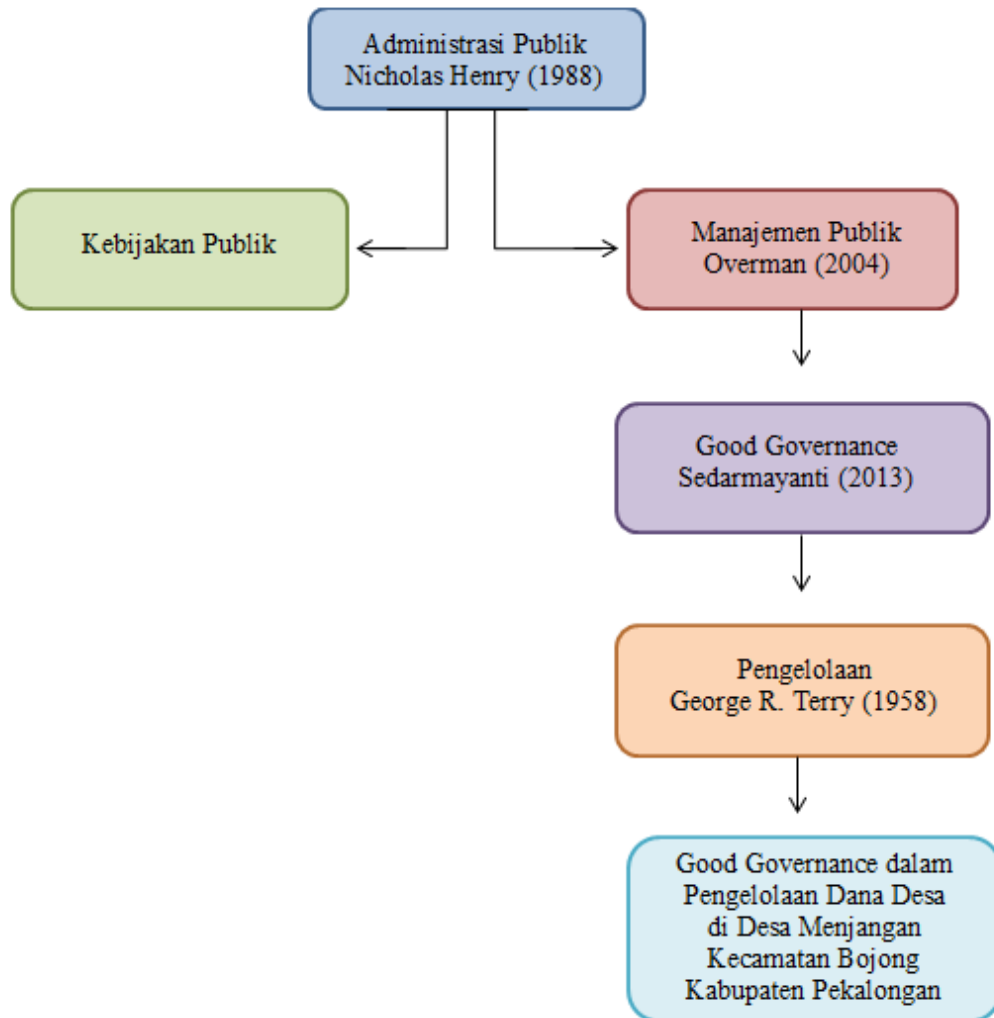 Administrasi Publik
Nicholas Henry (1988)
Kebijakan Publik
Manajemen Publik
Overman (2004)
Good Governance
Sedarmayanti (2013)
Pengelolaan
George R. Terry (1958)
Good Governance dalam
Pengelolaan Dana Desa
di Desa Menjangan
Kecamatan Bojong
Kabupaten Pekalongan